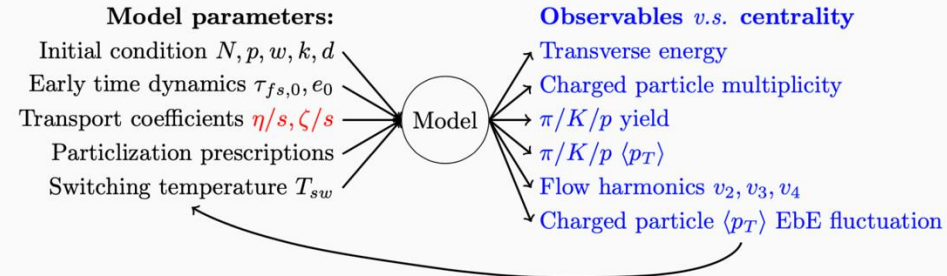 Model parameters:
Initial condition N, p, w, k, d
Early time dynamics τ_{fs,0}, e_0
Transport coefficients η/s, ζ/s
Particlization prescriptions
Switching temperature T_{sw}
Model
Observables v.s. centrality
Transverse energy
Charged particle multiplicity
π/K/p yield
π/K/p ⟨p_T⟩
Flow harmonics v_2, v_3, v_4
Charged particle ⟨p_T⟩ EbE fluctuation